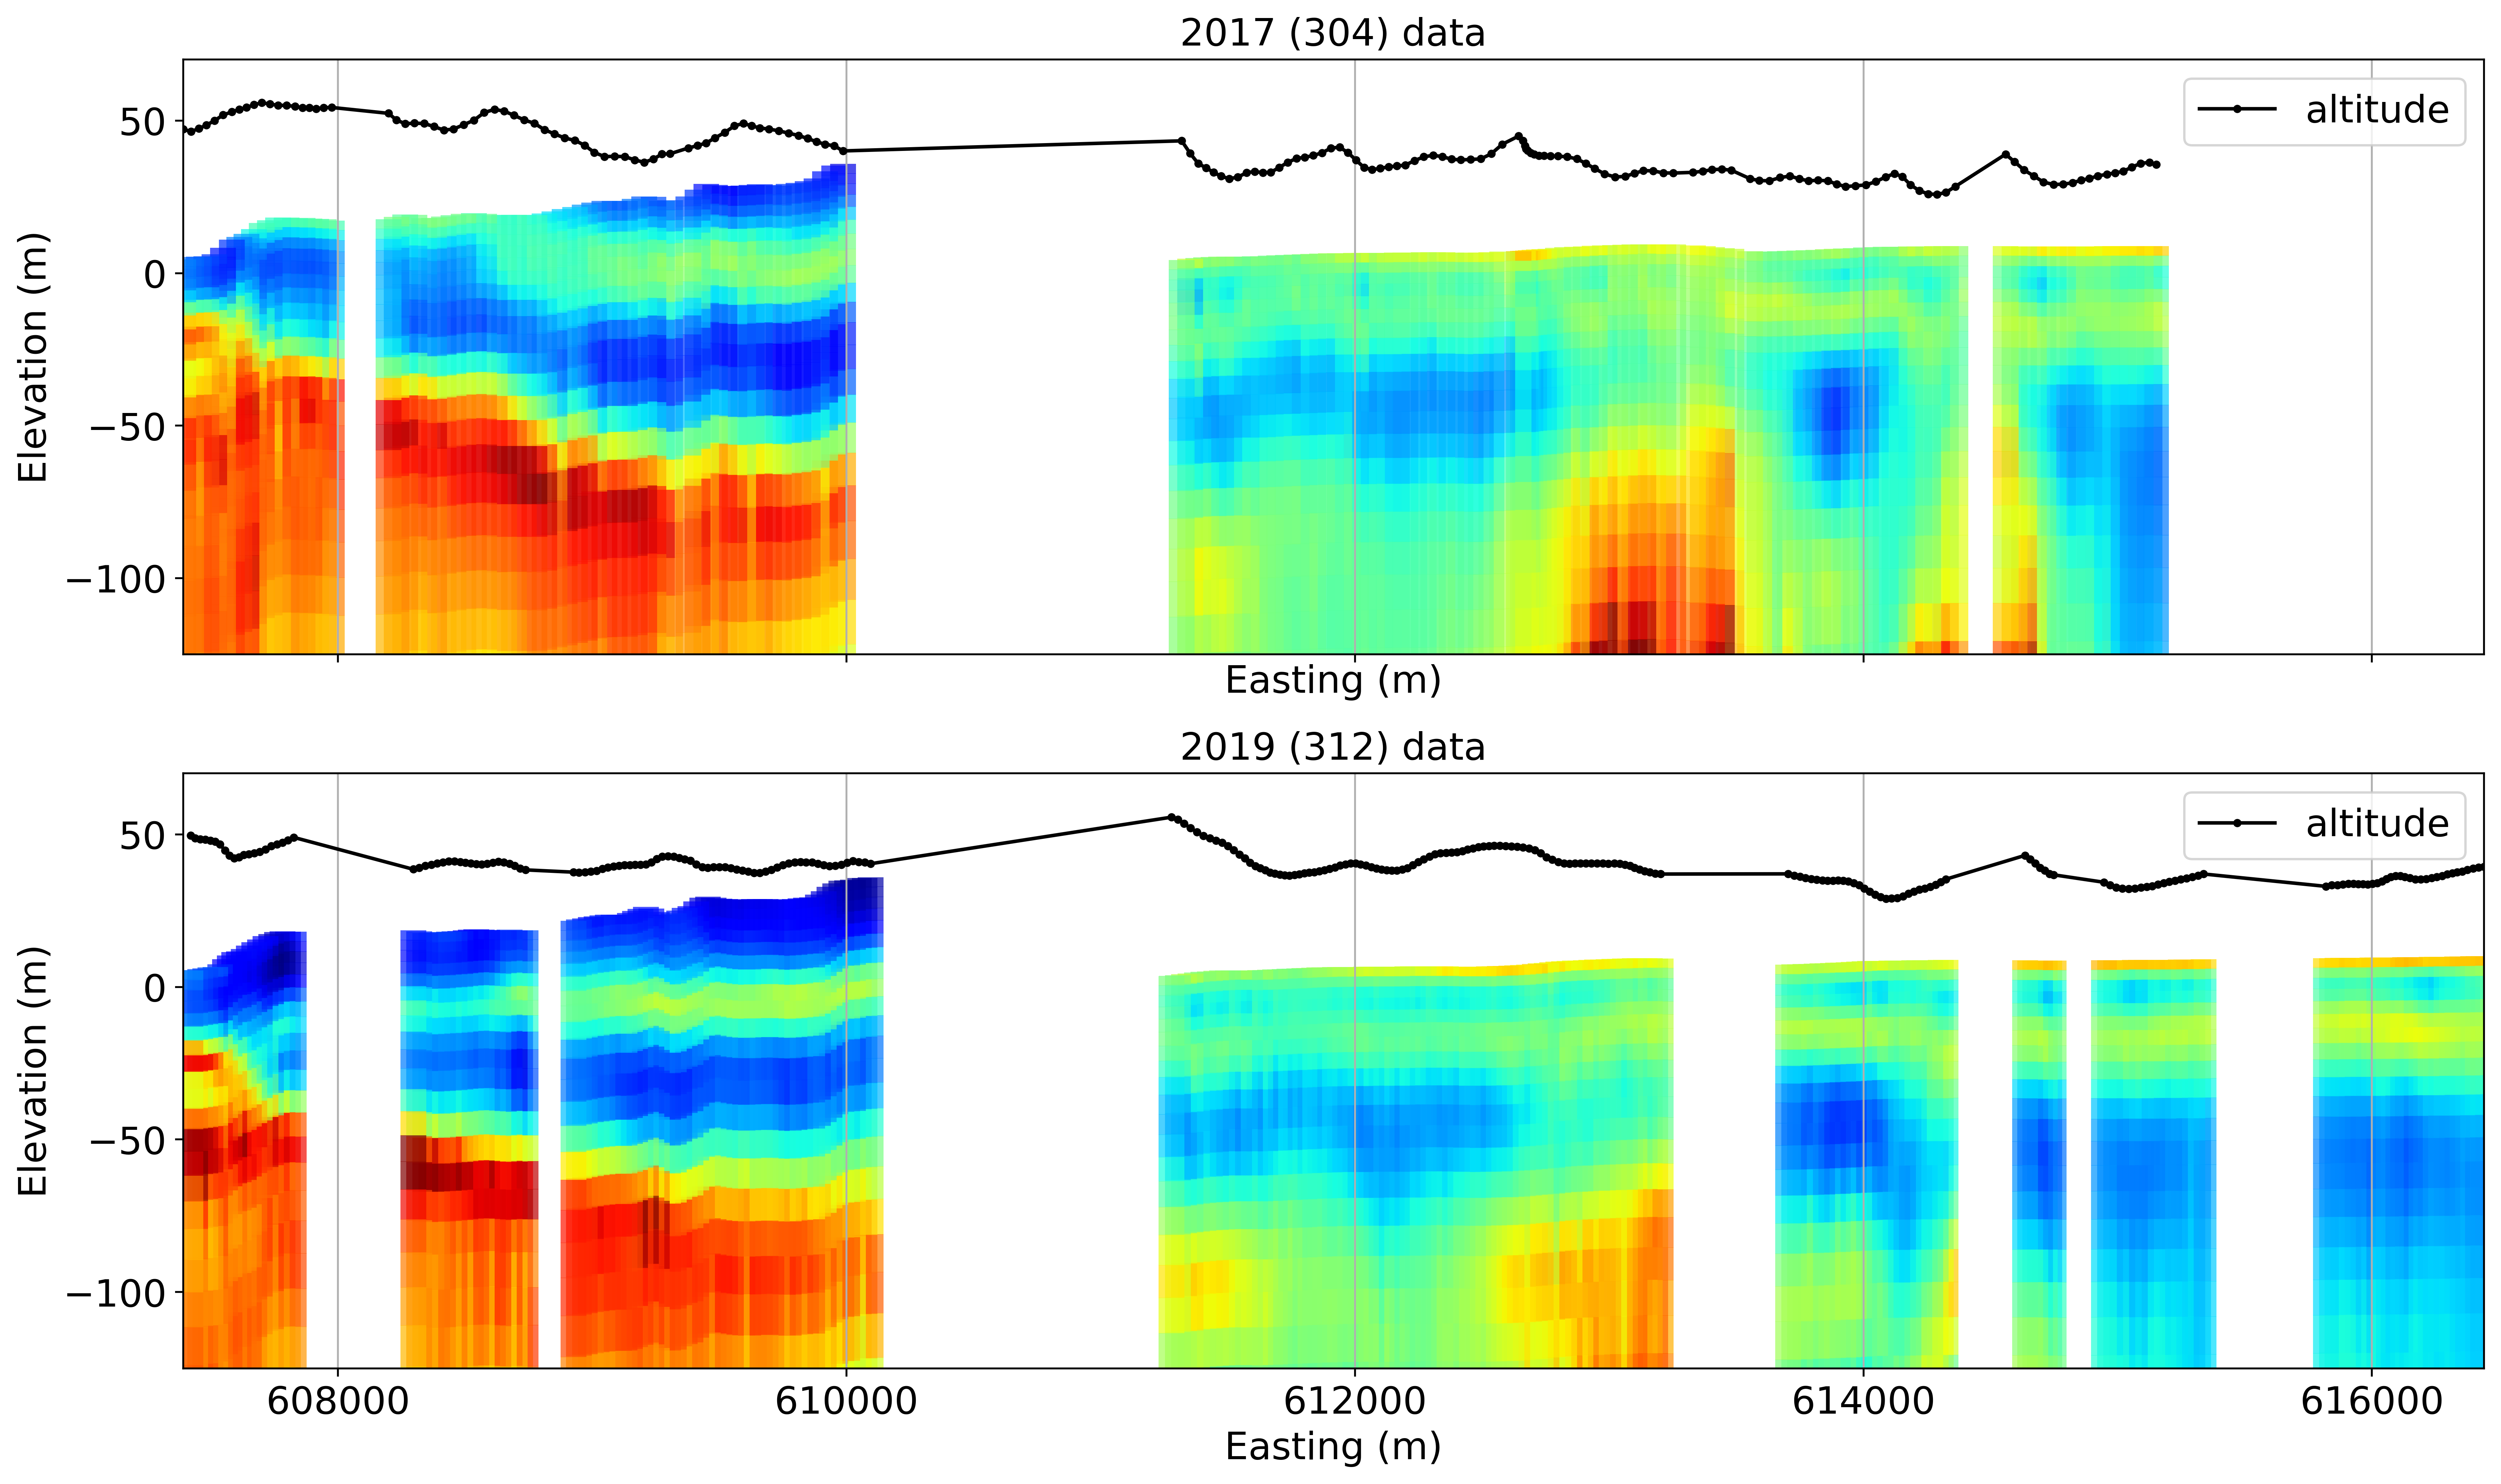 2017 (304) data
altitude
50
0
−50
−100
Elevation (m)
Easting (m)
2019 (312) data
altitude
50
0
−50
−100
Elevation (m)
608000 610000 612000 614000 616000
Easting (m)